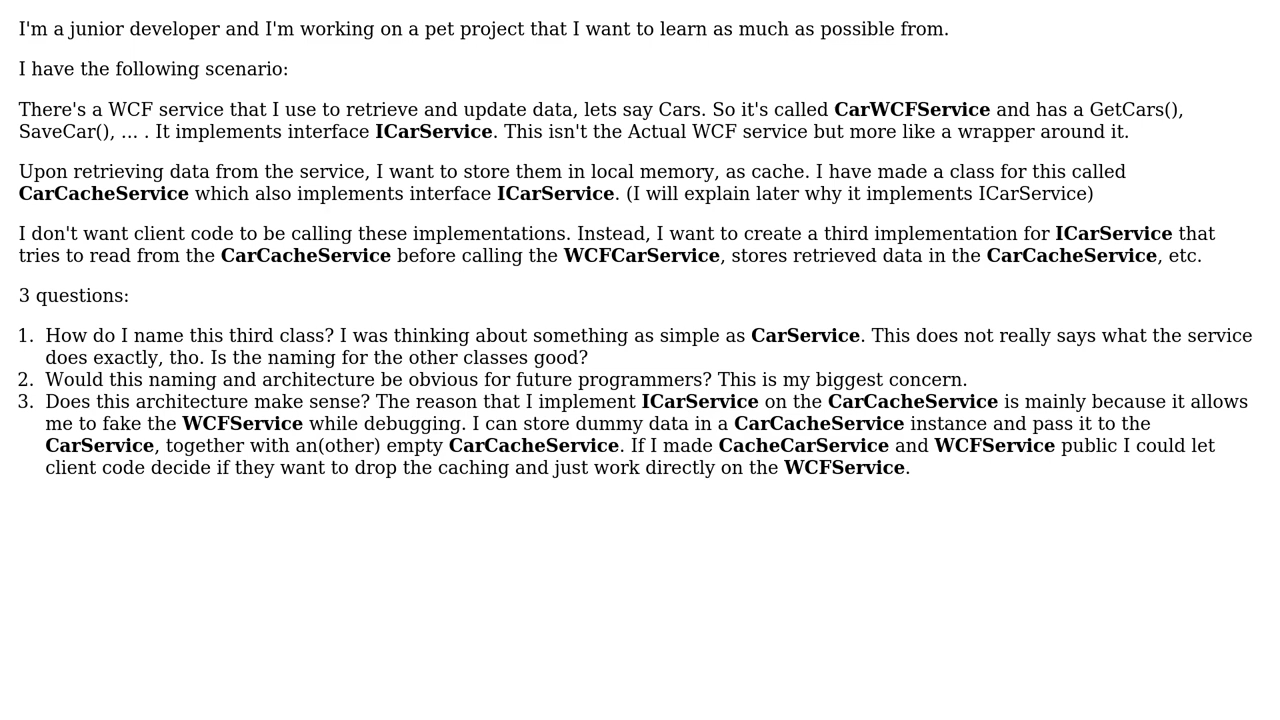 I'm a junior developer and I'm working on a pet project that I want to learn as much as possible from.
I have the following scenario:
There's a WCF service that I use to retrieve and update data, lets say Cars. So it's called CarWCFService and has a GetCars(),
SaveCar(), ... . It implements interface ICarService. This isn't the Actual WCF service but more like a wrapper around it.
Upon retrieving data from the service, I want to store them in local memory, as cache. I have made a class for this called
CarCacheService which also implements interface ICarService. (I will explain later why it implements ICarService)
I don't want client code to be calling these implementations. Instead, I want to create a third implementation for ICarService that
tries to read from the CarCacheService before calling the WCFCarService, stores retrieved data in the CarCacheService, etc.
3 questions:
1. How do I name this third class? I was thinking about something as simple as CarService. This does not really says what the service
does exactly, tho. Is the naming for the other classes good?
2. Would this naming and architecture be obvious for future programmers? This is my biggest concern.
3. Does this architecture make sense? The reason that I implement ICarService on the CarCacheService is mainly because it allows
me to fake the WCFService while debugging. I can store dummy data in a CarCacheService instance and pass it to the
CarService, together with an(other) empty CarCacheService. If I made CacheCarService and WCFService public I could let
client code decide if they want to drop the caching and just work directly on the WCFService.